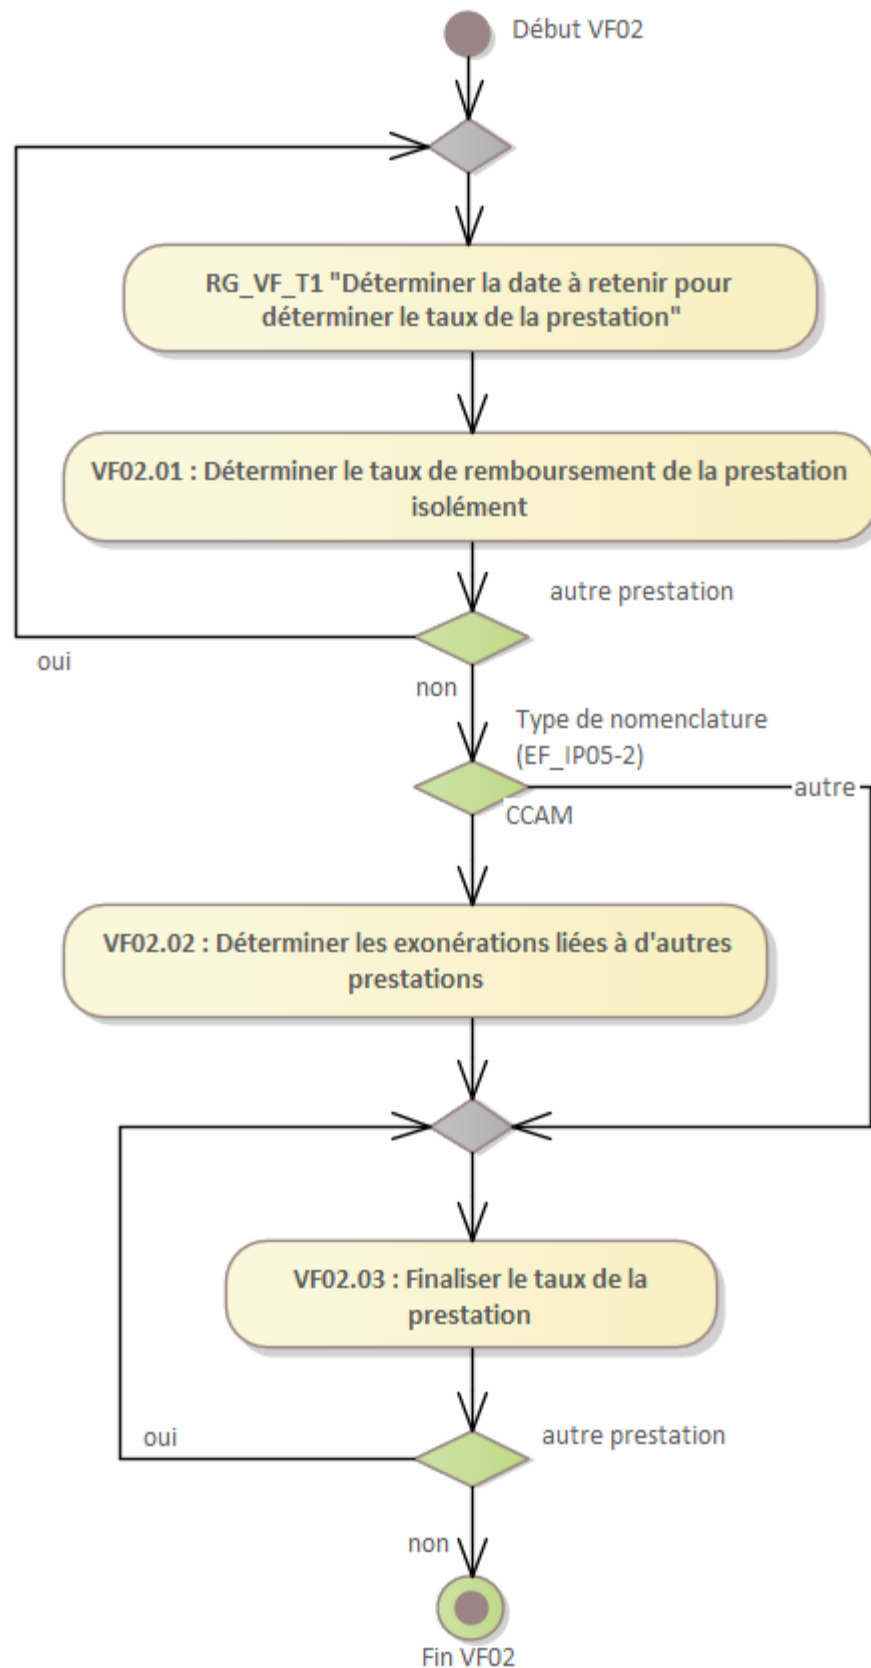 Début VF02
RG_VF_T1 "Déterminer la date à retenir pour
déterminer le taux de la prestation"
VF02.01 : Déterminer le taux de remboursement de la prestation
isolément
autre prestation
oui
non
Type de nomenclature
(EF_IP05-2)
autre
CCAM
VF02.02 : Déterminer les exonérations liées à d'autres
prestations
VF02.03 : Finaliser le taux de la
prestation
autre prestation
oui
non
Fin VF02